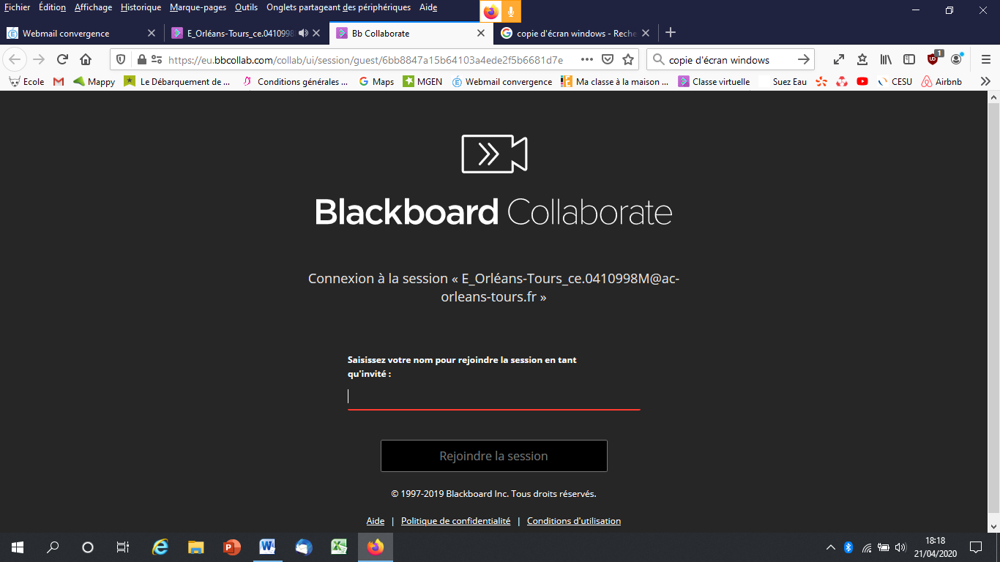 Fichier Édition Affichage Historique Marque-pages Outils Onglets partageant des périphériques Aide
Webmail convergence E_Orléans-Tours_ce.041099 Bb Collaborate copie d'écran windows - Reche
https://eu.bbcollab.com/collab/ui/session/guest/6bb8847a15b64103a4ede2f5b6681d7e copie d'écran windows 1
Ecole Mappy Le Débarquement de ... Conditions générales ... Maps MGEN Webmail convergence Ma classe à la maison ... Classe virtuelle Suez Eau CESU Airbnb
Blackboard Collaborate
Connexion à la session « E_Orléans-Tours_ce.0410998M@ac-
orleans-tours.fr »
Saisissez votre nom pour rejoindre la session en tant
qu'invité :
Rejoindre la session
© 1997-2019 Blackboard Inc. Tous droits réservés.
Aide | Politique de confidentialité | Conditions d'utilisation
18:18
21/04/2020